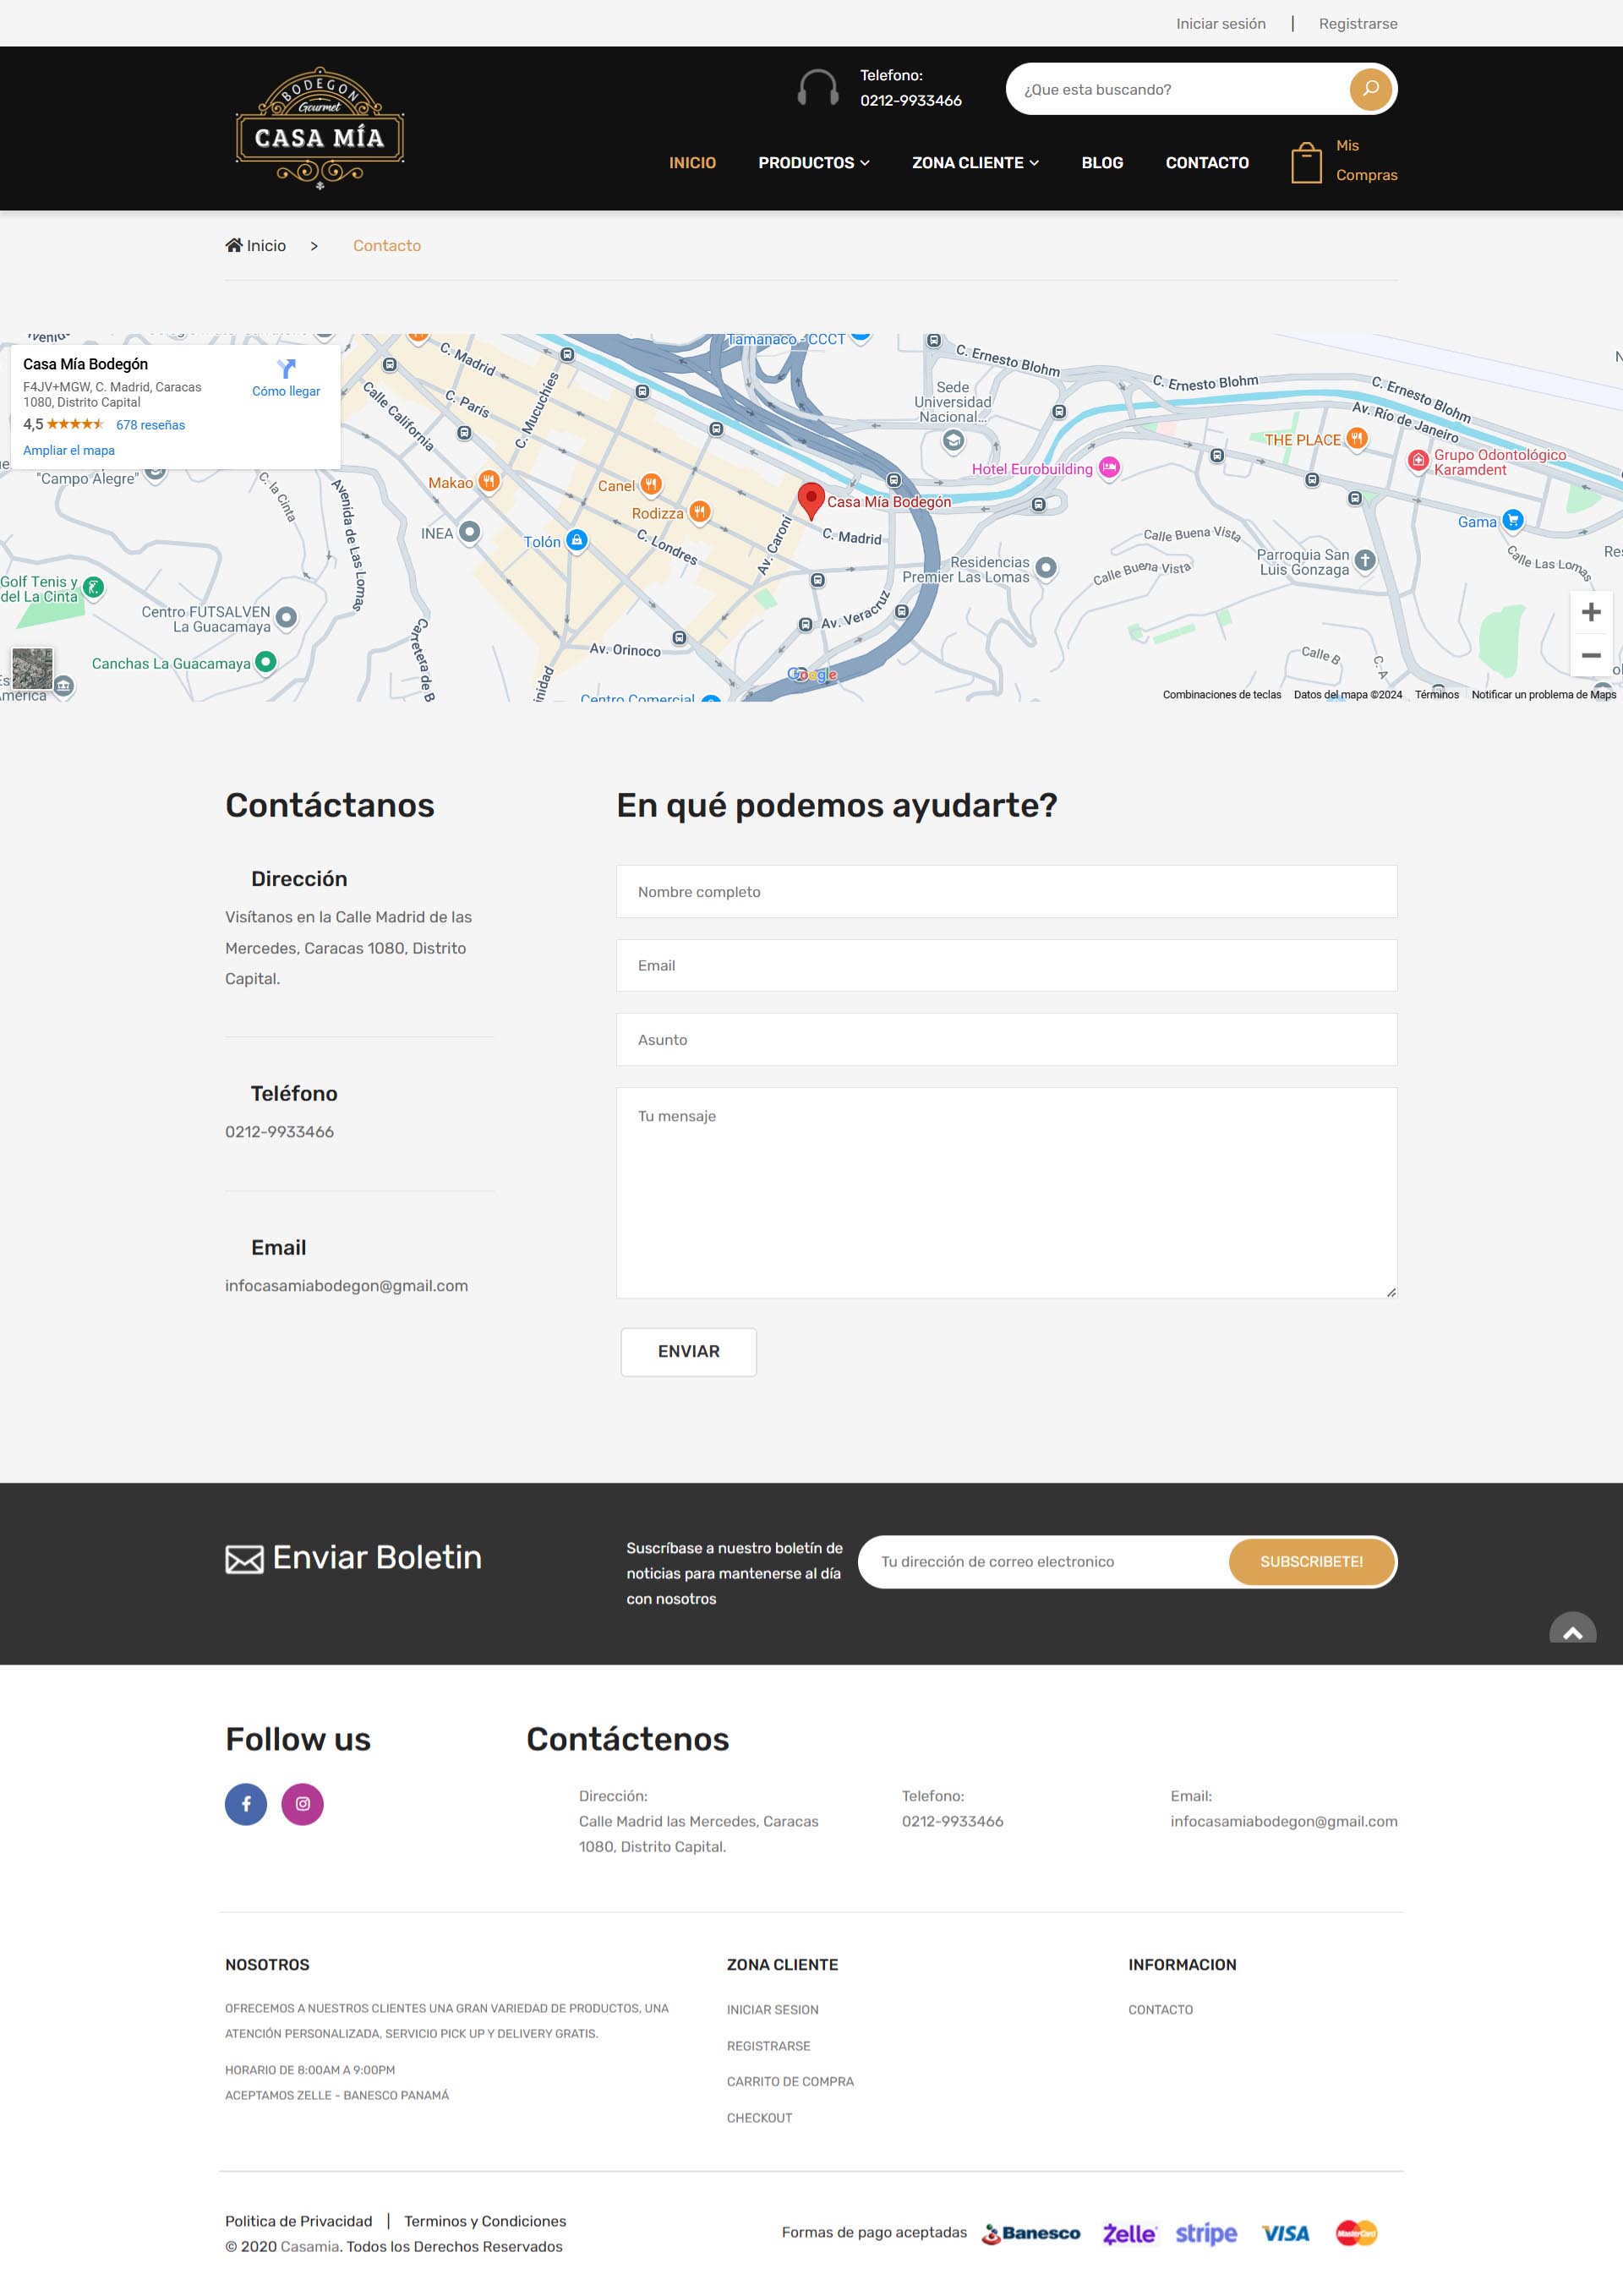 Iniciar sesión | Registrarse
BODEGON
Gourmet
CASA MÍA
Telefono:
0212-9933466
¿Que esta buscando?
INICIO PRODUCTOS ZONA CLIENTE BLOG CONTACTO
Mis
Compras
Inicio > Contacto
Casa Mía Bodegón
F4JV+MGW, C. Madrid, Caracas
1080, Distrito Capital
Cómo llegar
4,5 678 reseñas
Ampliar el mapa
"Campo Alegre"
C. la Cinta
Avenida de Las Lomas
Calle California
C. Madrid
C. París
C. Mucuchíes
Tamanaco - CCCT
C. Ernesto Blohm
C. Ernesto Blohm
C. Ernesto Blohm
Av. Río de Janeiro
Sede
Universidad
Nacional...
THE PLACE
Grupo Odontológico
Karamdent
Hotel Eurobuilding
Makao
Canel
Rodizza
Casa Mía Bodegón
INEA
Tolón
C. Londres
Av. Caroni
C. Madrid
Gama
Calle Buena Vista
Calle Buena Vista
Parroquia San
Luis Gonzaga
Calle Las Lomas
Residencias
Premier Las Lomas
Golf Tenis y
del La Cinta
Centro FUTSALVEN
La Guacamaya
Canchas La Guacamaya
Carretera de B
Av. Orinoco
Av. Veracruz
Calle B
C. A
América
inidad
Centro Comercial
Google
Combinaciones de teclas Datos del mapa ©2024 Términos Notificar un problema de Maps
Contáctanos
Dirección
Visítanos en la Calle Madrid de las
Mercedes, Caracas 1080, Distrito
Capital.
Teléfono
0212-9933466
Email
infocasamiabodegon@gmail.com
En qué podemos ayudarte?
Nombre completo
Email
Asunto
Tu mensaje
ENVIAR
Enviar Boletin
Suscríbase a nuestro boletín de
noticias para mantenerse al día
con nosotros
Tu dirección de correo electronico
SUBSCRIBETE!
Follow us
Contáctenos
Dirección:
Calle Madrid las Mercedes, Caracas
1080, Distrito Capital.
Telefono:
0212-9933466
Email:
infocasamiabodegon@gmail.com
NOSOTROS
OFRECEMOS A NUESTROS CLIENTES UNA GRAN VARIEDAD DE PRODUCTOS, UNA
ATENCIÓN PERSONALIZADA, SERVICIO PICK UP Y DELIVERY GRATIS.
HORARIO DE 8:00AM A 9:00PM
ACEPTAMOS ZELLE - BANESCO PANAMÁ
ZONA CLIENTE
INICIAR SESION
REGISTRARSE
CARRITO DE COMPRA
CHECKOUT
INFORMACION
CONTACTO
Politica de Privacidad | Terminos y Condiciones
© 2020 Casamia. Todos los Derechos Reservados
Formas de pago aceptadas Banesco Zelle stripe VISA MasterCard